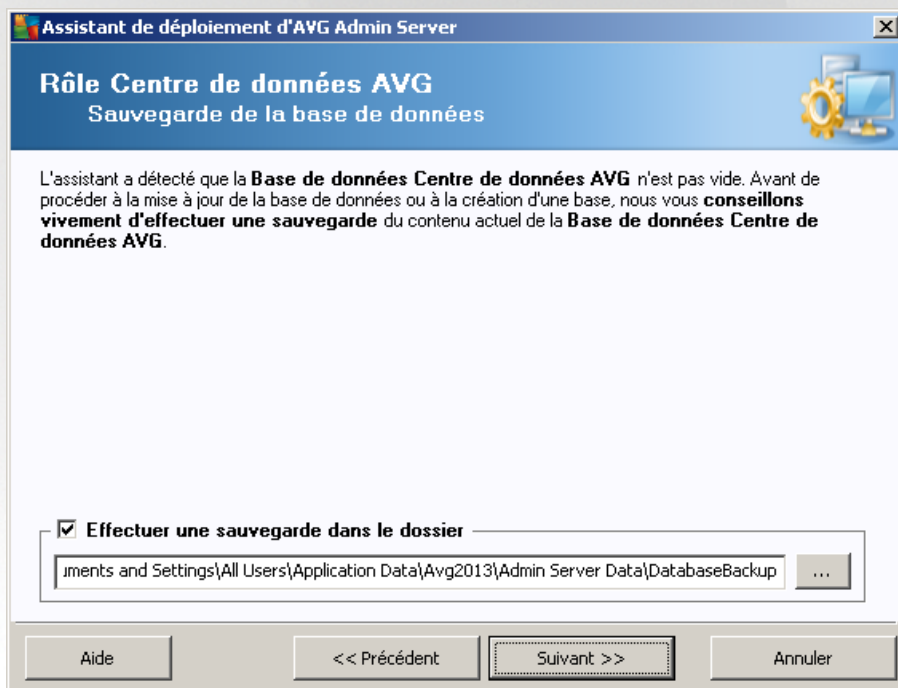 Assistant de déploiement d'AVG Admin Server
Rôle Centre de données AVG
Sauvegarde de la base de données
L'assistant a détecté que la Base de données Centre de données AVG n'est pas vide. Avant de
procéder à la mise à jour de la base de données ou à la création d'une base, nous vous conseillons
vivement d'effectuer une sauvegarde du contenu actuel de la Base de données Centre de
données AVG.
Effectuer une sauvegarde dans le dossier
uments and Settings\All Users\Application Data\Avg2013\Admin Server Data\DatabaseBackup ...
Aide << Précédent Suivant >> Annuler